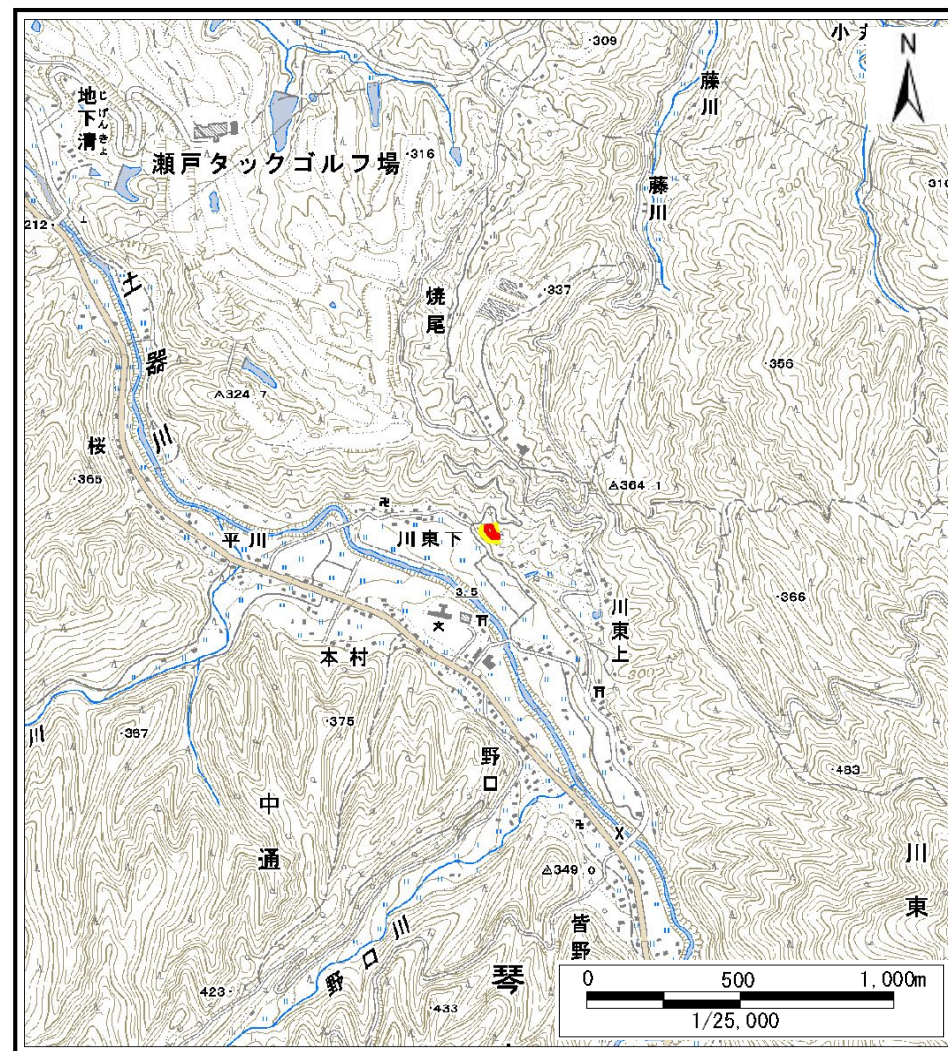 309
小
N
藤川
地下清
じげんきょ
瀬戸タックゴルフ場
316
藤川
310
212
300
焼尾
337
土器川
356
324.7
桜
365
364.1
平川
川東下
3.5
366
川東上
本村
300
375
367
川
野口
483
中通
349.0
川東
皆野
野口川
琴
423
433
0 500 1,000m
1/25,000